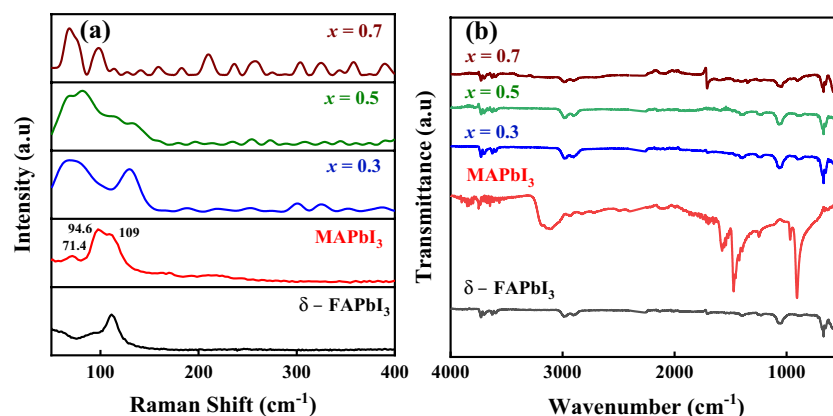 (a)
x = 0.7
x = 0.5
x = 0.3
94.6
71.4
109
MAPbI3
δ – FAPbI3
Intensity (a.u)
100
200
300
400
Raman Shift (cm-1)
(b)
x = 0.7
x = 0.5
x = 0.3
MAPbI3
δ – FAPbI3
Transmittance (a.u)
4000
3000
2000
1000
Wavenumber (cm-1)